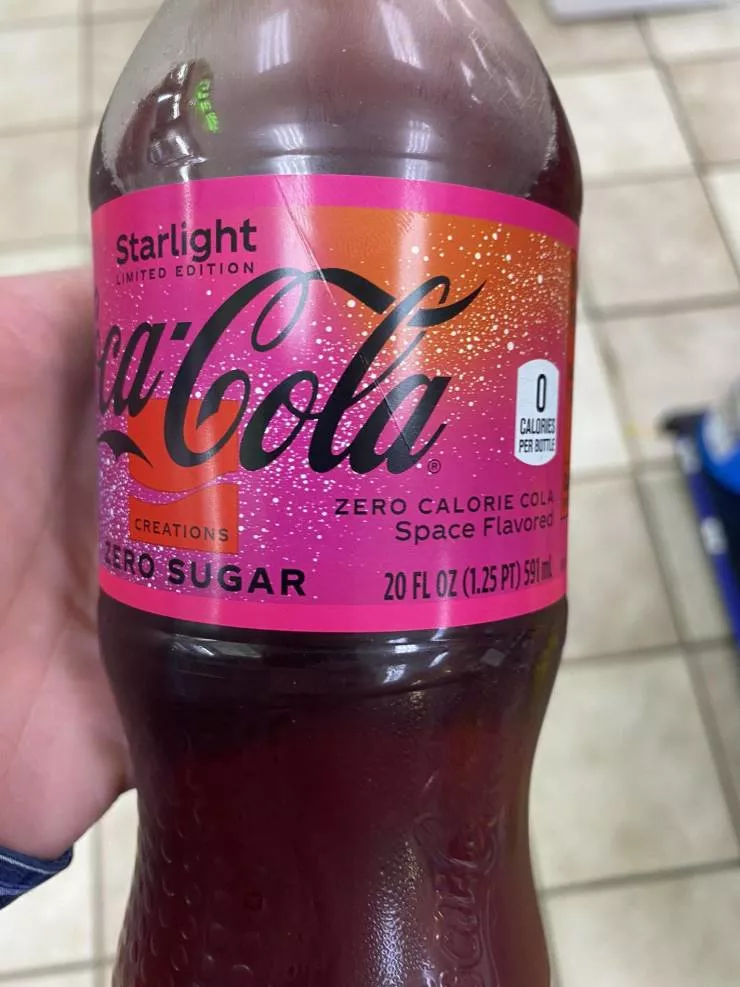 Starlight
LIMITED EDITION
ca-Cola®
0
CALORIES
PER BOTTLE
ZERO CALORIE COLA
Space Flavored
CREATIONS
ZERO SUGAR
20 FL OZ (1.25 PT) 591 mL